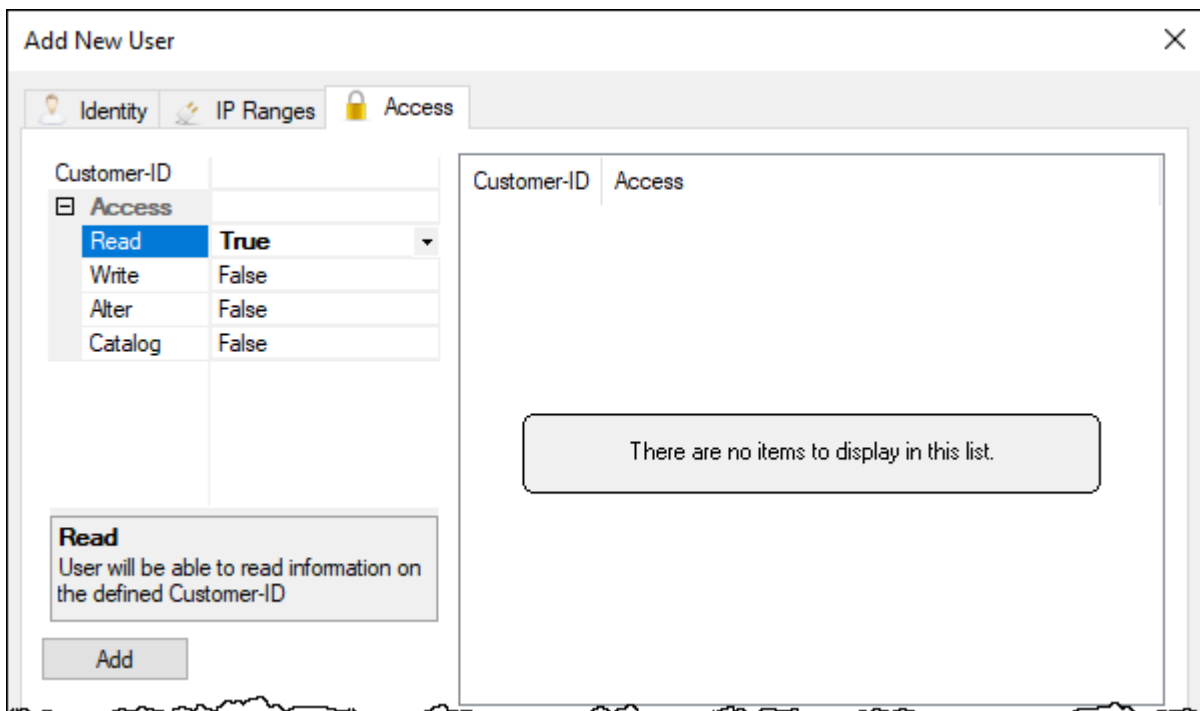 Add New User
Identity
IP Ranges
Access
Customer-ID
Access
Read True
Write False
Alter False
Catalog False
Read
User will be able to read information on
the defined Customer-ID
Add
Customer-ID Access
There are no items to display in this list.